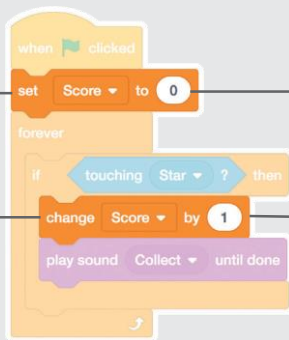 when clicked
set Score to 0
forever
if touching Star ? then
change Score by 1
play sound Collect until done